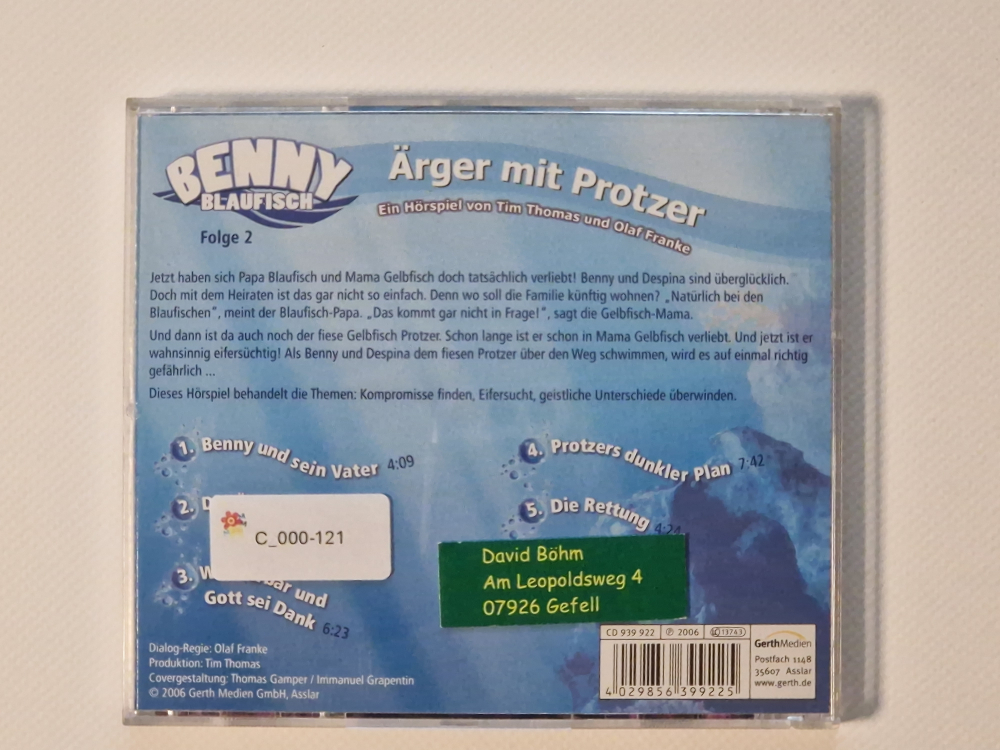 BENNY
BLAUFISCH
Folge 2
Ärger mit Protzer
Ein Hörspiel von Tim Thomas und Olaf Franke
Jetzt haben sich Papa Blaufisch und Mama Gelbfisch doch tatsächlich verliebt! Benny und Despina sind überglücklich.
Doch mit dem Heiraten ist das gar nicht so einfach. Denn wo soll die Familie künftig wohnen? „Natürlich bei den
Blaufischen", meint der Blaufisch-Papa. „Das kommt gar nicht in Frage!", sagt die Gelbfisch-Mama.
Und dann ist da auch noch der fiese Gelbfisch Protzer. Schon lange ist er schon in Mama Gelbfisch verliebt. Und jetzt ist er
wahnsinnig eifersüchtig! Als Benny und Despina dem fiesen Protzer über den Weg schwimmen, wird es auf einmal richtig
gefährlich ...
Dieses Hörspiel behandelt die Themen: Kompromisse finden, Eifersucht, geistliche Unterschiede überwinden.
1. Benny und sein Vater 4:09
2.
3.
und
Gott sei Dank 6:23
4. Protzers dunkler Plan 7:42
5. Die Rettung 4:24
C_000-121
David Böhm
Am Leopoldsweg 4
07926 Gefell
Dialog-Regie: Olaf Franke
Produktion: Tim Thomas
Covergestaltung: Thomas Gamper / Immanuel Grapentin
© 2006 Gerth Medien GmbH, Asslar
CD 939 922 ℗ 2006 LC 13743
4 029856 399225
GerthMedien
Postfach 1148
35607 Asslar
www.gerth.de